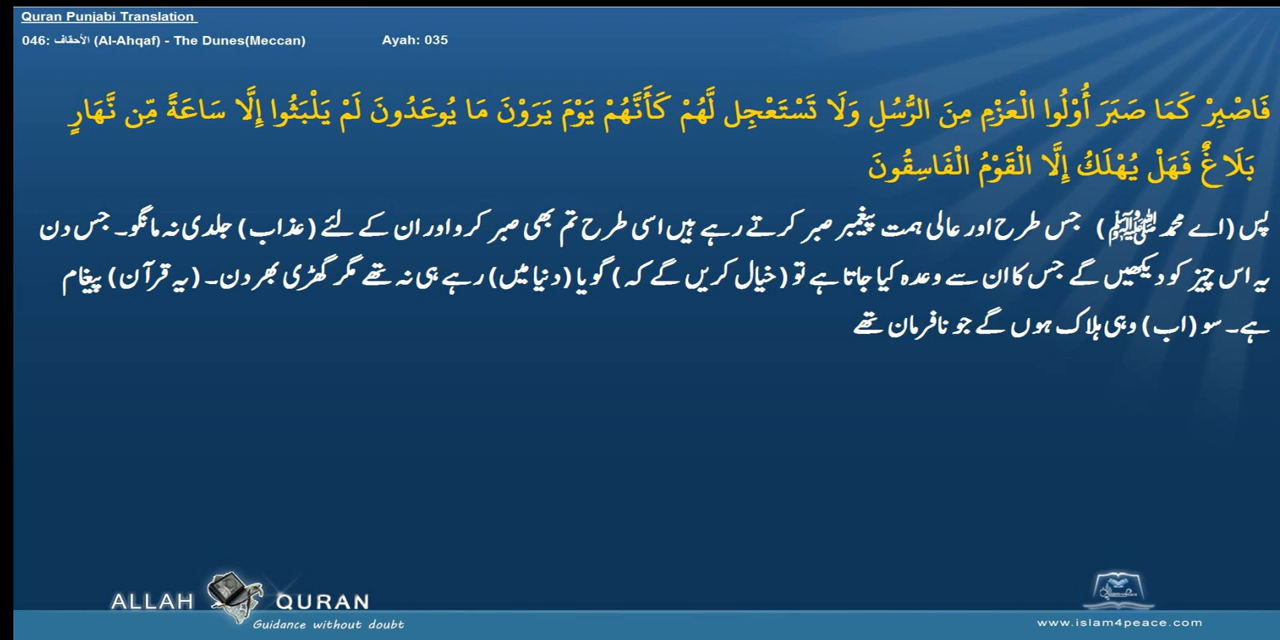 Quran Punjabi Translation
046: الأحقاف (Al-Ahqaf) - The Dunes(Meccan) Ayah: 035
فَاصْبِرْ كَمَا صَبَرَ أُوْلُوا الْعَزْمِ مِنَ الرُّسُلِ وَلَا تَسْتَعْجِل لَّهُمْ كَأَنَّهُمْ يَوْمَ يَرَوْنَ مَا يُوعَدُونَ لَمْ يَلْبَثُوا إِلَّا سَاعَةً مِّن نَّهَارٍ
بَلَاغٌ فَهَلْ يُهْلَكُ إِلَّا الْقَوْمُ الْفَاسِقُونَ
پس (اے محمد ﷺ) جس طرح اور عالی ہمت پیغمبر صبر کرتے رہے ہیں اسی طرح تم بھی صبر کرو اور ان کے لئے (عذاب) جلدی نہ مانگو۔ جس دن
یہ اس چیز کو دیکھیں گے جس کا ان سے وعدہ کیا جاتا ہے تو (خیال کریں گے کہ) گویا (دنیا میں) رہے ہی نہ تھے مگر گھڑی بھر دن۔ (یہ قرآن) پیغام
ہے۔ سو (اب) وہی ہلاک ہوں گے جو نافرمان تھے
ALLAH QURAN
Guidance without doubt
www.islam4peace.com